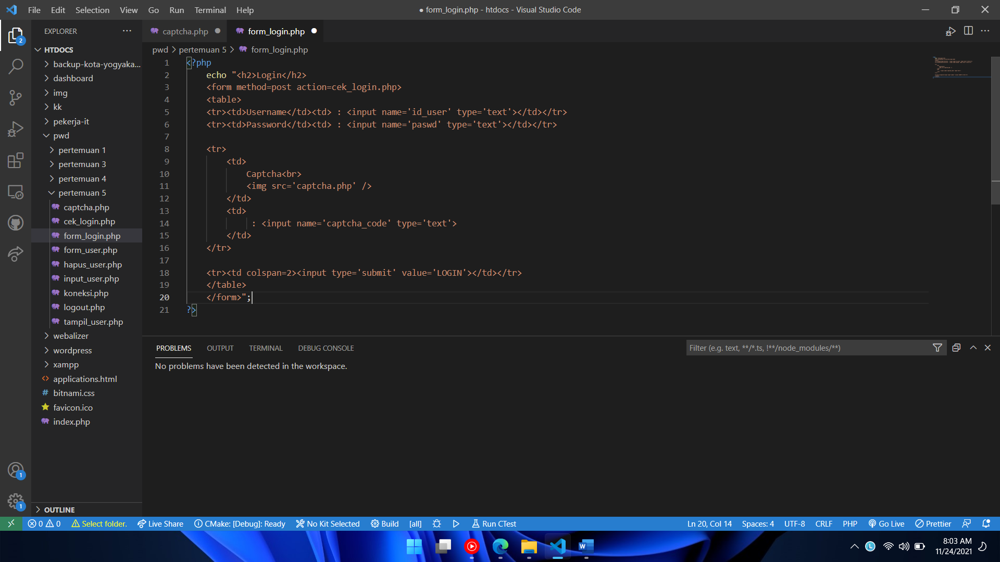 File Edit Selection View Go Run Terminal Help
● form_login.php - htdocs - Visual Studio Code
2
EXPLORER
captcha.php
form_login.php
HTDOCS
pwd > pertemuan 5 > form_login.php
backup-kota-yogyaka...
dashboard
img
kk
pekerja-it
pwd
pertemuan 1
pertemuan 3
pertemuan 4
pertemuan 5
captcha.php
cek_login.php
form_login.php
form_user.php
hapus_user.php
input_user.php
koneksi.php
logout.php
tampil_user.php
webalizer
wordpress
xampp
applications.html
bitnami.css
favicon.ico
index.php
OUTLINE
1
1
1 <?php
2 echo "<h2>Login</h2>
3 <form method=post action=cek_login.php>
4 <table>
5 <tr><td>Username</td><td> : <input name='id_user' type='text'></td></tr>
6 <tr><td>Password</td><td> : <input name='paswd' type='text'></td></tr>
7
8 <tr>
9 <td>
10 Captcha<br>
11 <img src='captcha.php' />
12 </td>
13 <td>
14 : <input name='captcha_code' type='text'>
15 </td>
16 </tr>
17
18 <tr><td colspan=2><input type='submit' value='LOGIN'></td></tr>
19 </table>
20 </form>";
21 ?>
PROBLEMS OUTPUT TERMINAL DEBUG CONSOLE
Filter (e.g. text, **/*.ts, !**/node_modules/**)
No problems have been detected in the workspace.
0 0 Select folder. Live Share CMake: [Debug]: Ready No Kit Selected Build [all] Run CTest
Ln 20, Col 14 Spaces: 4 UTF-8 CRLF PHP Go Live Prettier
W
L
8:03 AM
11/24/2021